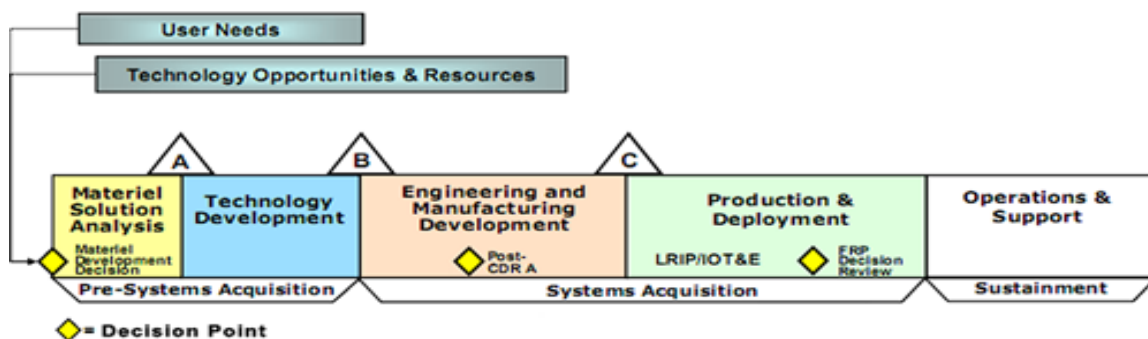 User Needs
Technology Opportunities & Resources
A
B
C
Materiel
Solution
Analysis
Materiel
Development
Decision
Technology
Development
Engineering and
Manufacturing
Development
Post-
CDR A
Production &
Deployment
LRIP/IOT&E
FRP
Decision
Review
Operations &
Support
Pre-Systems Acquisition
Systems Acquisition
Sustainment
= Decision Point